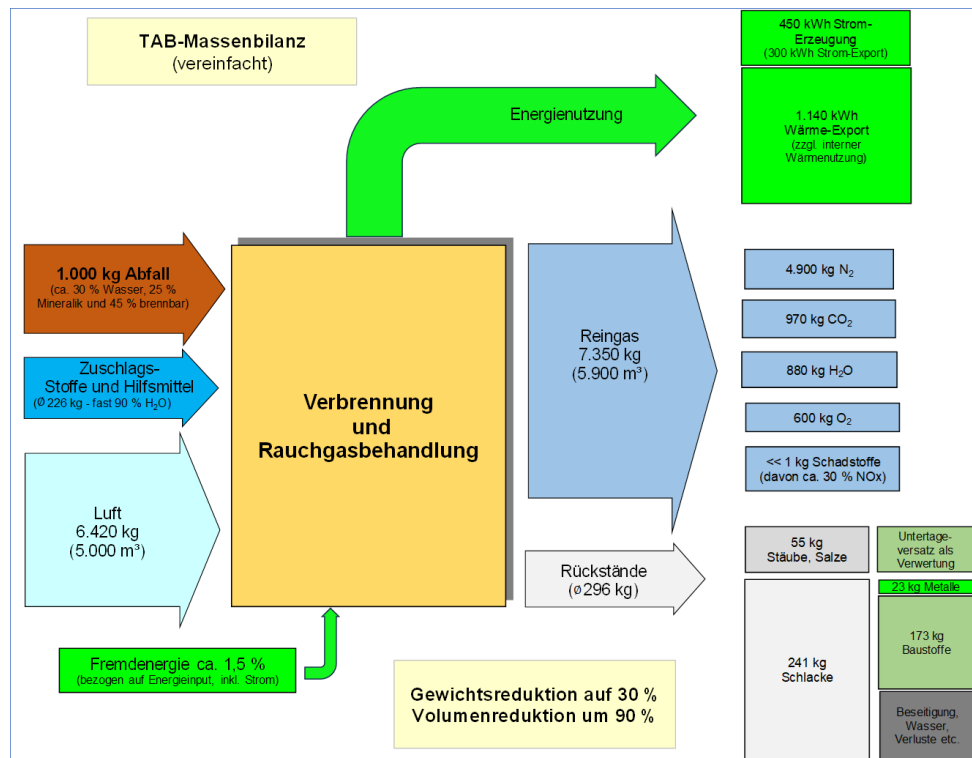 TAB-Massenbilanz
(vereinfacht)
450 kWh Strom-
Erzeugung
(300 kWh Strom-Export)
Energienutzung
1.140 kWh
Wärme-Export
(zzgl. interner
Wärmenutzung)
1.000 kg Abfall
(ca. 30 % Wasser, 25 %
Mineralik und 45 % brennbar)
Zuschlags-
Stoffe und Hilfsmittel
(Ø 226 kg - fast 90 % H₂O)
Luft
6.420 kg
(5.000 m³)
Verbrennung
und
Rauchgasbehandlung
Reingas
7.350 kg
(5.900 m³)
4.900 kg N₂
970 kg CO₂
880 kg H₂O
600 kg O₂
<< 1 kg Schadstoffe
(davon ca. 30 % NOx)
Rückstände
(Ø 296 kg)
55 kg
Stäube, Salze
Untertage-
versatz als
Verwertung
23 kg Metalle
241 kg
Schlacke
173 kg
Baustoffe
Beseitigung,
Wasser,
Verluste etc.
Fremdenergie ca. 1,5 %
(bezogen auf Energieinput, inkl. Strom)
Gewichtsreduktion auf 30 %
Volumenreduktion um 90 %